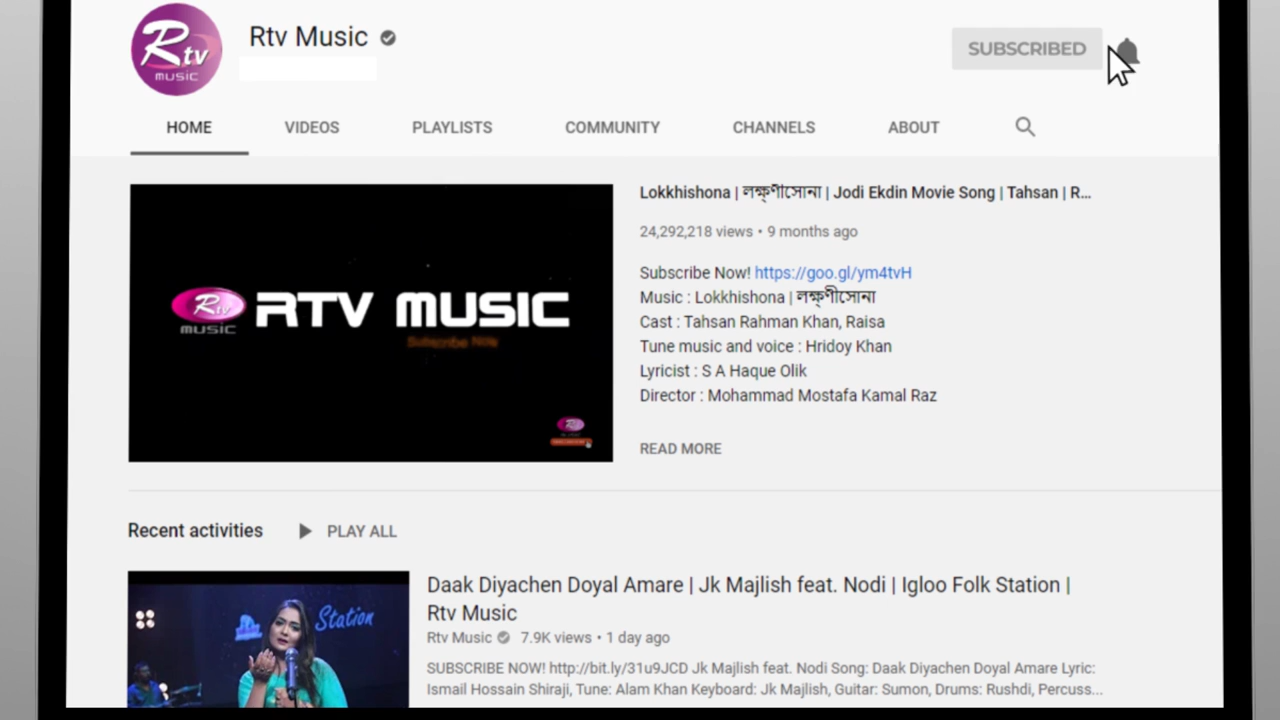 Rtv
MUSIC
Rtv Music
SUBSCRIBED
HOME VIDEOS PLAYLISTS COMMUNITY CHANNELS ABOUT
Rtv
MUSIC
RTV MUSIC
Subscribe Now
Lokkhishona | লক্ষ্ণীসোনা | Jodi Ekdin Movie Song | Tahsan | R...
24,292,218 views • 9 months ago
Subscribe Now! https://goo.gl/ym4tvH
Music : Lokkhishona | লক্ষ্ণীসোনা
Cast : Tahsan Rahman Khan, Raisa
Tune music and voice : Hridoy Khan
Lyricist : S A Haque Olik
Director : Mohammad Mostafa Kamal Raz
READ MORE
Recent activities PLAY ALL
Station
Daak Diyachen Doyal Amare | Jk Majlish feat. Nodi | Igloo Folk Station |
Rtv Music
Rtv Music 7.9K views • 1 day ago
SUBSCRIBE NOW! http://bit.ly/31u9JCD Jk Majlish feat. Nodi Song: Daak Diyachen Doyal Amare Lyric:
Ismail Hossain Shiraji, Tune: Alam Khan Keyboard: Jk Majlish, Guitar: Sumon, Drums: Rushdi, Percuss...